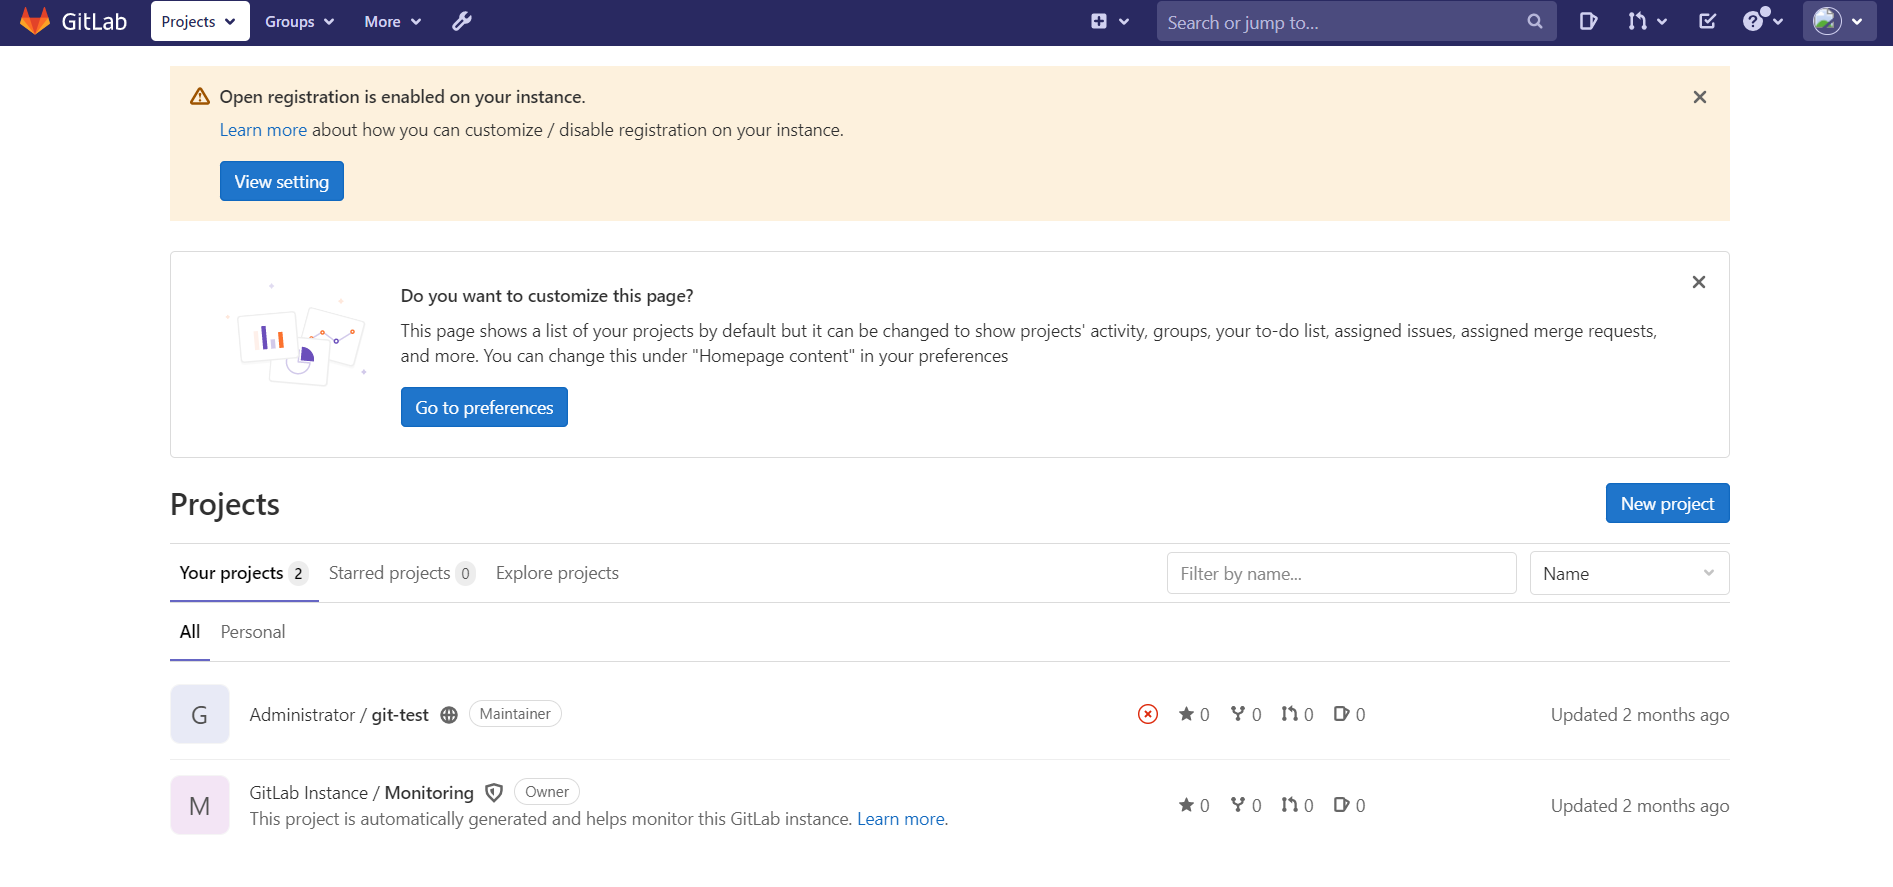 GitLab Projects Groups More Search or jump to...
Open registration is enabled on your instance.
Learn more about how you can customize / disable registration on your instance.
View setting
Do you want to customize this page?
This page shows a list of your projects by default but it can be changed to show projects' activity, groups, your to-do list, assigned issues, assigned merge requests,
and more. You can change this under "Homepage content" in your preferences
Go to preferences
Projects New project
Your projects 2 Starred projects 0 Explore projects Filter by name... Name
All Personal
G Administrator / git-test Maintainer 0 0 0 0 Updated 2 months ago
M GitLab Instance / Monitoring Owner 0 0 0 0 Updated 2 months ago
This project is automatically generated and helps monitor this GitLab instance. Learn more.